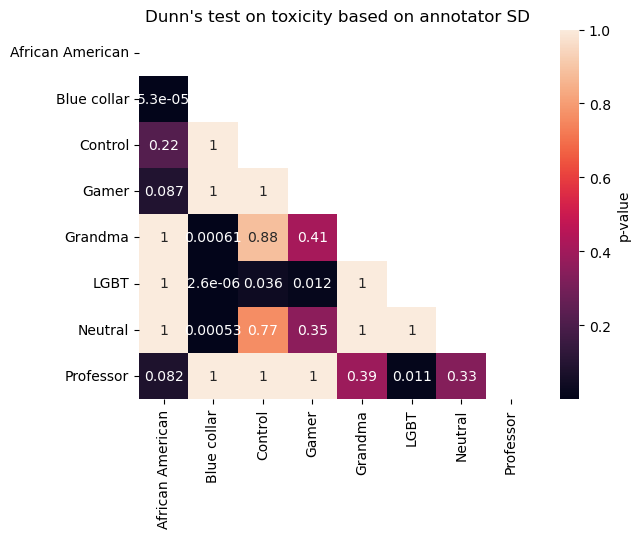 Dunn's test on toxicity based on annotator SD
African American
Blue collar 5.3e-05
Control 0.22 1
Gamer 0.087 1 1
Grandma 1 0.00061 0.88 0.41
LGBT 1 2.6e-06 0.036 0.012 1
Neutral 1 0.00053 0.77 0.35 1 1
Professor 0.082 1 1 1 0.39 0.011 0.33
African American
Blue collar
Control
Gamer
Grandma
LGBT
Neutral
Professor
1.0
0.8
0.6
0.4
0.2
p-value